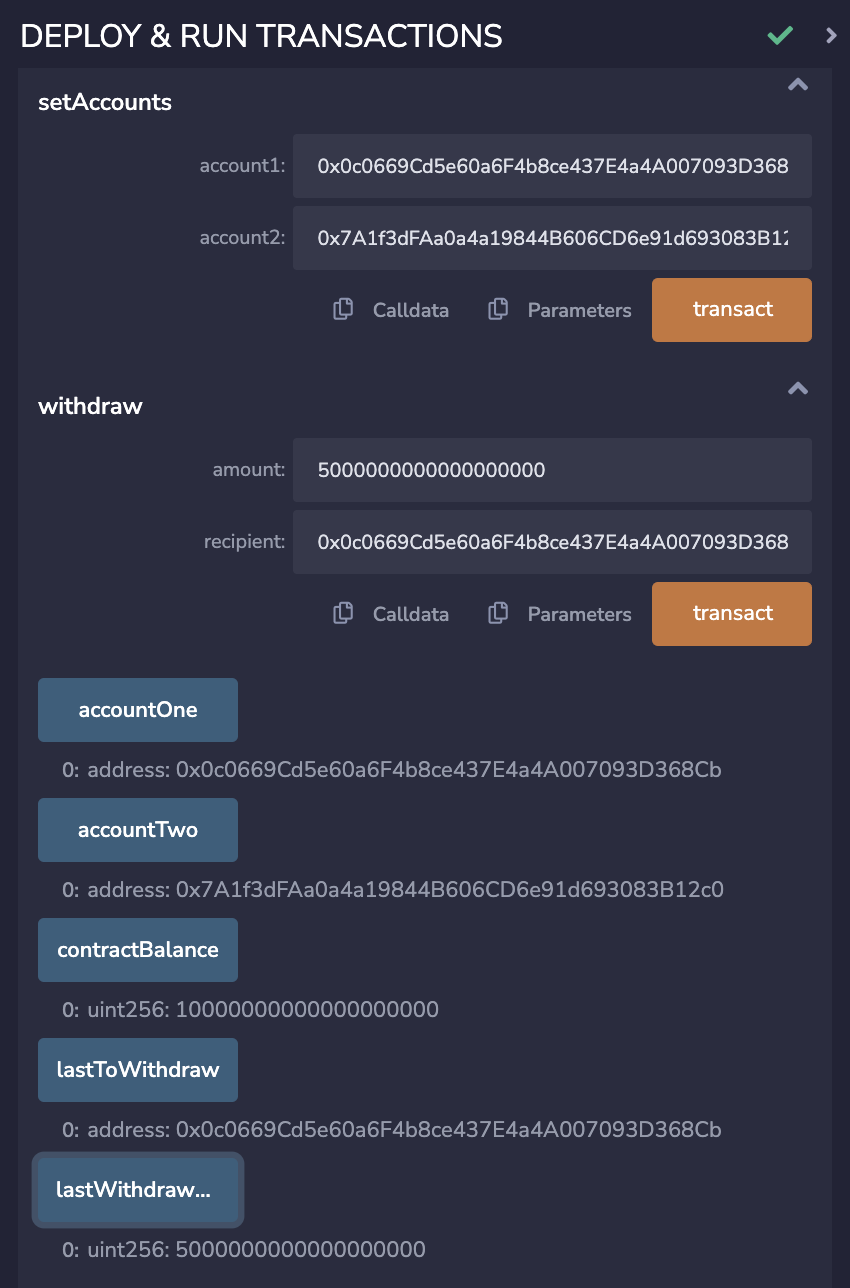 DEPLOY & RUN TRANSACTIONS
setAccounts
account1: 0x0c0669Cd5e60a6F4b8ce437E4a4A007093D368
account2: 0x7A1f3dFAa0a4a19844B606CD6e91d693083B12
Calldata Parameters transact
withdraw
amount: 5000000000000000000
recipient: 0x0c0669Cd5e60a6F4b8ce437E4a4A007093D368
Calldata Parameters transact
accountOne
0: address: 0x0c0669Cd5e60a6F4b8ce437E4a4A007093D368Cb
accountTwo
0: address: 0x7A1f3dFAa0a4a19844B606CD6e91d693083B12c0
contractBalance
0: uint256: 10000000000000000000
lastToWithdraw
0: address: 0x0c0669Cd5e60a6F4b8ce437E4a4A007093D368Cb
lastWithdraw...
0: uint256: 5000000000000000000